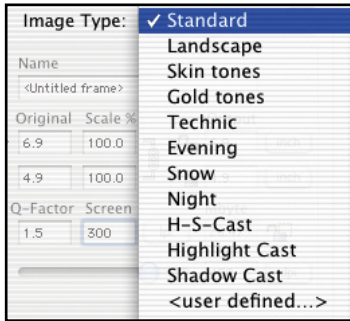 Image Type: ✓ Standard
Landscape
Name Skin tones
<Untitled frame> Gold tones
Original Scale % Technic
6.9 100.0 Evening
Snow
4.9 100.0 Night
Q-Factor Screen H-S-Cast
1.5 300 Highlight Cast
Shadow Cast
<user defined...>